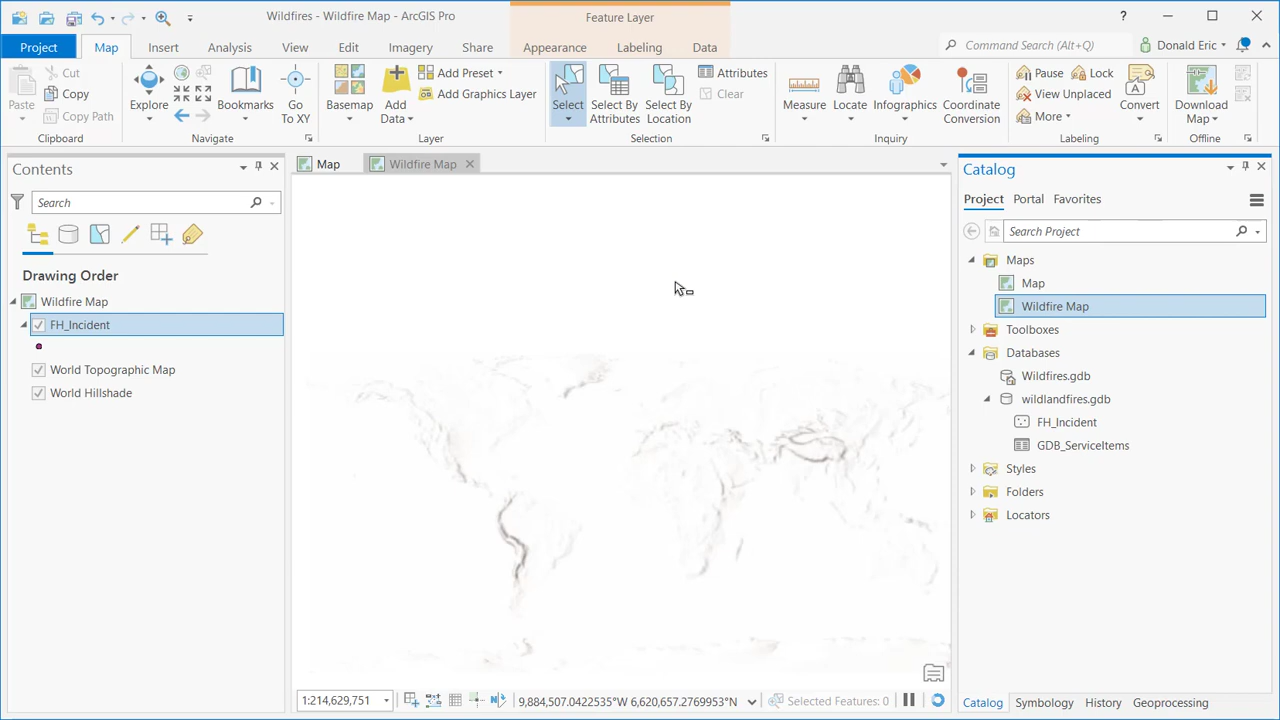 Wildfires - Wildfire Map - ArcGIS Pro
Feature Layer
?
Project
Map
Insert
Analysis
View
Edit
Imagery
Share
Appearance
Labeling
Data
Command Search (Alt+Q)
Donald Eric
Paste
Cut
Copy
Copy Path
Clipboard
Explore
Bookmarks
Go
To XY
Navigate
Basemap
Add
Data
Add Preset
Add Graphics Layer
Layer
Select
Select By
Attributes
Select By
Location
Attributes
Clear
Selection
Measure
Locate
Infographics
Coordinate
Conversion
Inquiry
Pause
Lock
View Unplaced
More
Convert
Labeling
Download
Map
Offline
Contents
Search
Drawing Order
Wildfire Map
FH_Incident
World Topographic Map
World Hillshade
Map
Wildfire Map
1:214,629,751
9,884,507.0422535°W 6,620,657.2769953°N
Selected Features: 0
Catalog
Project
Portal
Favorites
Search Project
Maps
Map
Wildfire Map
Toolboxes
Databases
Wildfires.gdb
wildlandfires.gdb
FH_Incident
GDB_ServiceItems
Styles
Folders
Locators
Catalog
Symbology
History
Geoprocessing